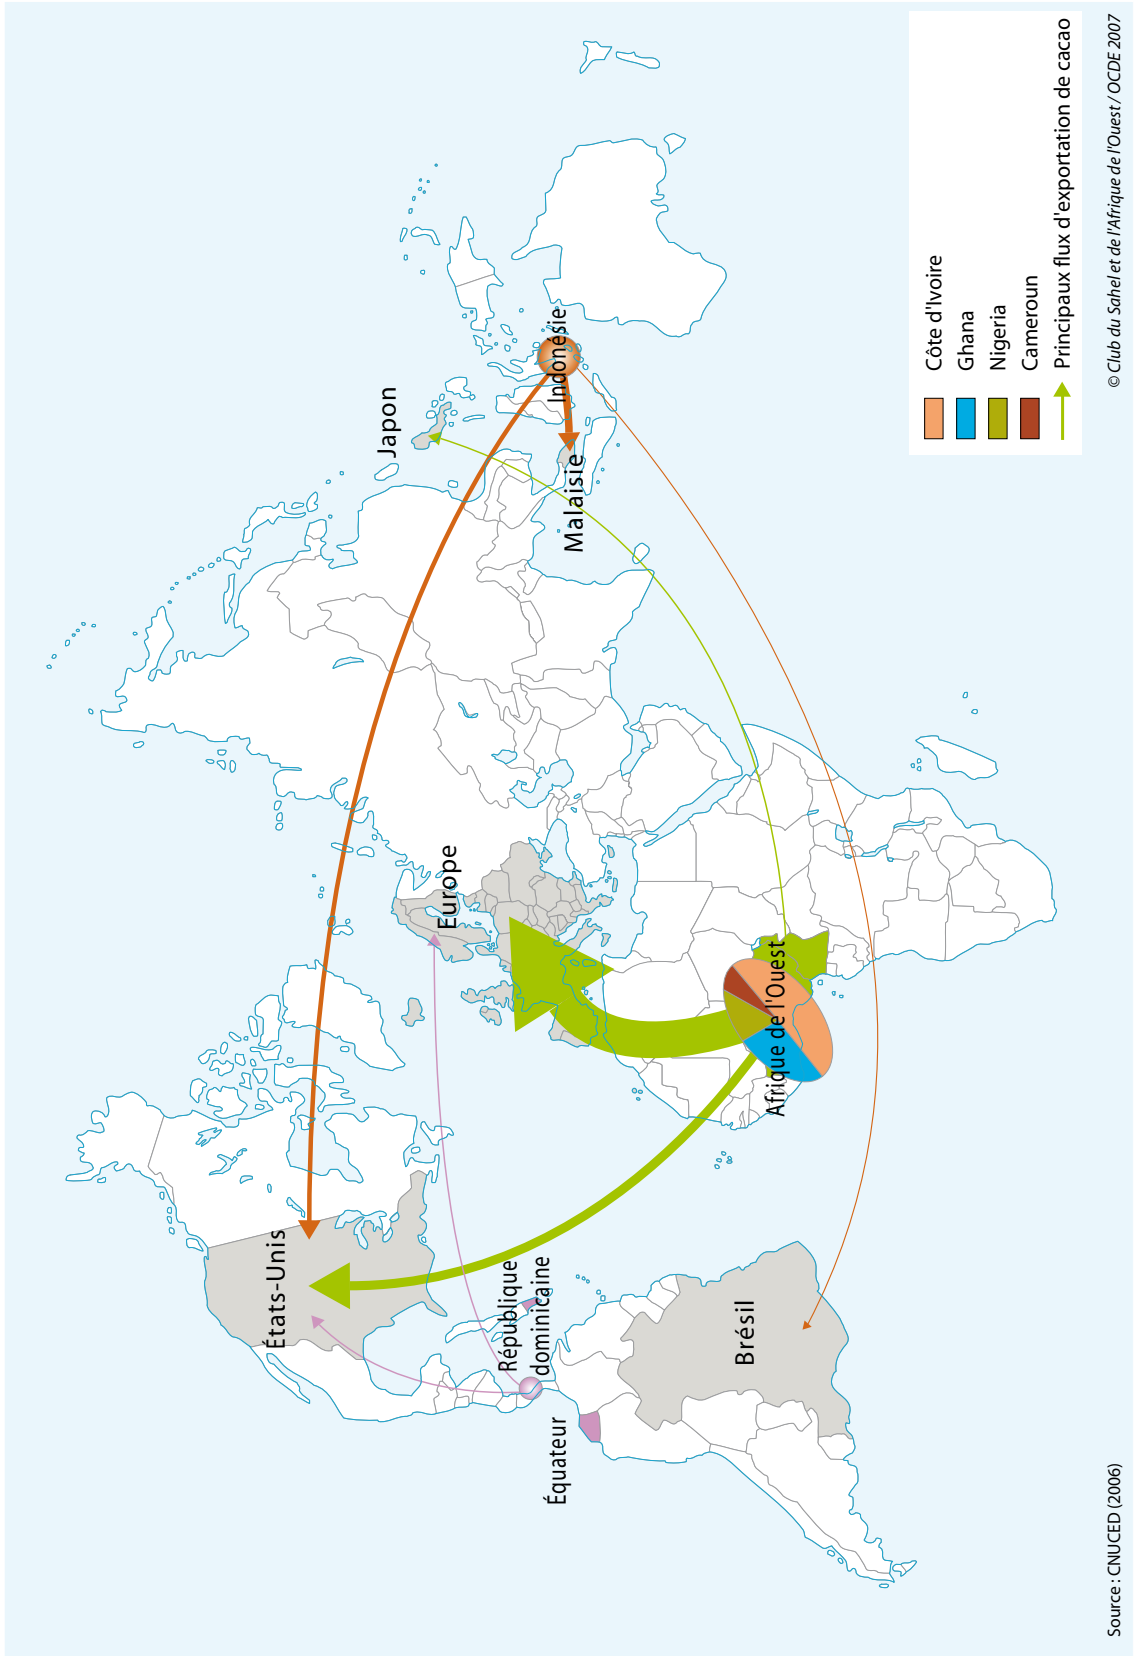 États-Unis
Europe
Japon
République
dominicaine
Équateur
Brésil
Afrique de l'Ouest
Malaisie
Indonésie
Côte d'Ivoire
Ghana
Nigeria
Cameroun
Principaux flux d'exportation de cacao
Source : CNUCED (2006)
© Club du Sahel et de l'Afrique de l'Ouest / OCDE 2007